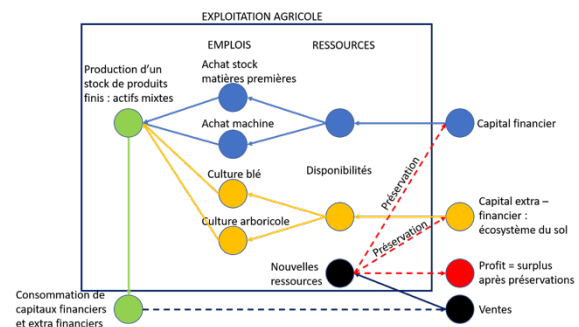 EXPLOITATION AGRICOLE
EMPLOIS
RESSOURCES
Achat stock
matières premières
Production d’un
stock de produits
finis : actifs mixtes
Achat machine
Capital financier
Culture blé
Disponibilités
Préservation
Culture arboricole
Préservation
Capital extra –
financier :
écosystème du sol
Nouvelles
ressources
Profit = surplus
après préservations
Consommation de
capitaux financiers
et extra financiers
Ventes